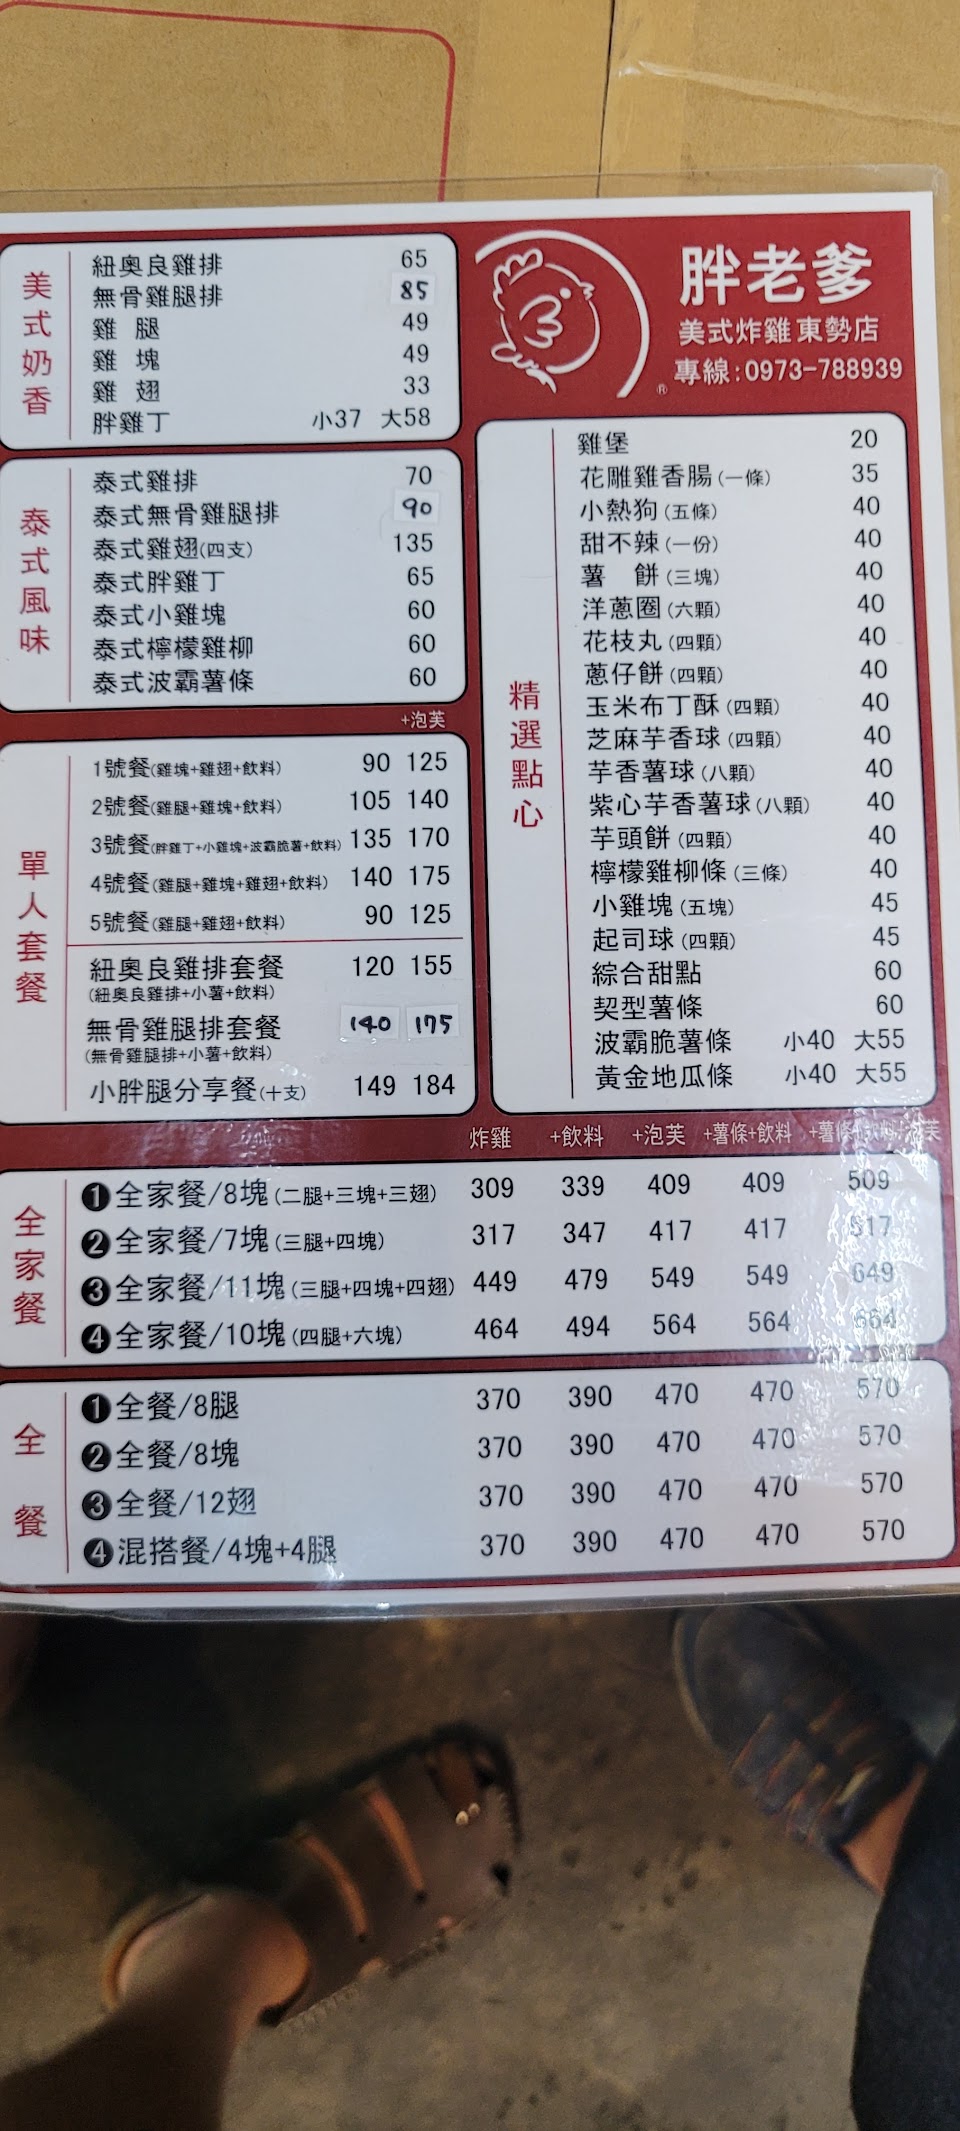 胖老爹
美式炸雞東勢店
®專線:0973-788939
美式奶香
紐奧良雞排 65
無骨雞腿排 85
雞 腿 49
雞 塊 49
雞 翅 33
胖雞丁 小37 大58
泰式風味
泰式雞排 70
泰式無骨雞腿排 90
泰式雞翅(四支) 135
泰式胖雞丁 65
泰式小雞塊 60
泰式檸檬雞柳 60
泰式波霸薯條 60
+泡芙
單人套餐
1號餐(雞塊+雞翅+飲料) 90 125
2號餐(雞腿+雞塊+飲料) 105 140
3號餐(胖雞丁+小雞塊+波霸脆薯+飲料) 135 170
4號餐(雞腿+雞塊+雞翅+飲料) 140 175
5號餐(雞腿+雞翅+飲料) 90 125
紐奧良雞排套餐 120 155
(紐奧良雞排+小薯+飲料)
無骨雞腿排套餐 140 175
(無骨雞腿排+小薯+飲料)
小胖腿分享餐(十支) 149 184
精選點心
雞堡 20
花雕雞香腸(一條) 35
小熱狗(五條) 40
甜不辣(一份) 40
薯 餅(三塊) 40
洋蔥圈(六顆) 40
花枝丸(四顆) 40
蔥仔餅(四顆) 40
玉米布丁酥(四顆) 40
芝麻芋香球(四顆) 40
芋香薯球(八顆) 40
紫心芋香薯球(八顆) 40
芋頭餅(四顆) 40
檸檬雞柳條(三條) 40
小雞塊(五塊) 45
起司球(四顆) 45
綜合甜點 60
契型薯條 60
波霸脆薯條 小40 大55
黃金地瓜條 小40 大55
炸雞 +飲料 +泡芙 +薯條+飲料 +薯條+飲料+泡芙
全家餐
❶全家餐/8塊(二腿+三塊+三翅) 309 339 409 409 509
❷全家餐/7塊(三腿+四塊) 317 347 417 417 517
❸全家餐/11塊(三腿+四塊+四翅) 449 479 549 549 649
❹全家餐/10塊(四腿+六塊) 464 494 564 564 664
全餐
❶全餐/8腿 370 390 470 470 570
❷全餐/8塊 370 390 470 470 570
❸全餐/12翅 370 390 470 470 570
❹混搭餐/4塊+4腿 370 390 470 470 570